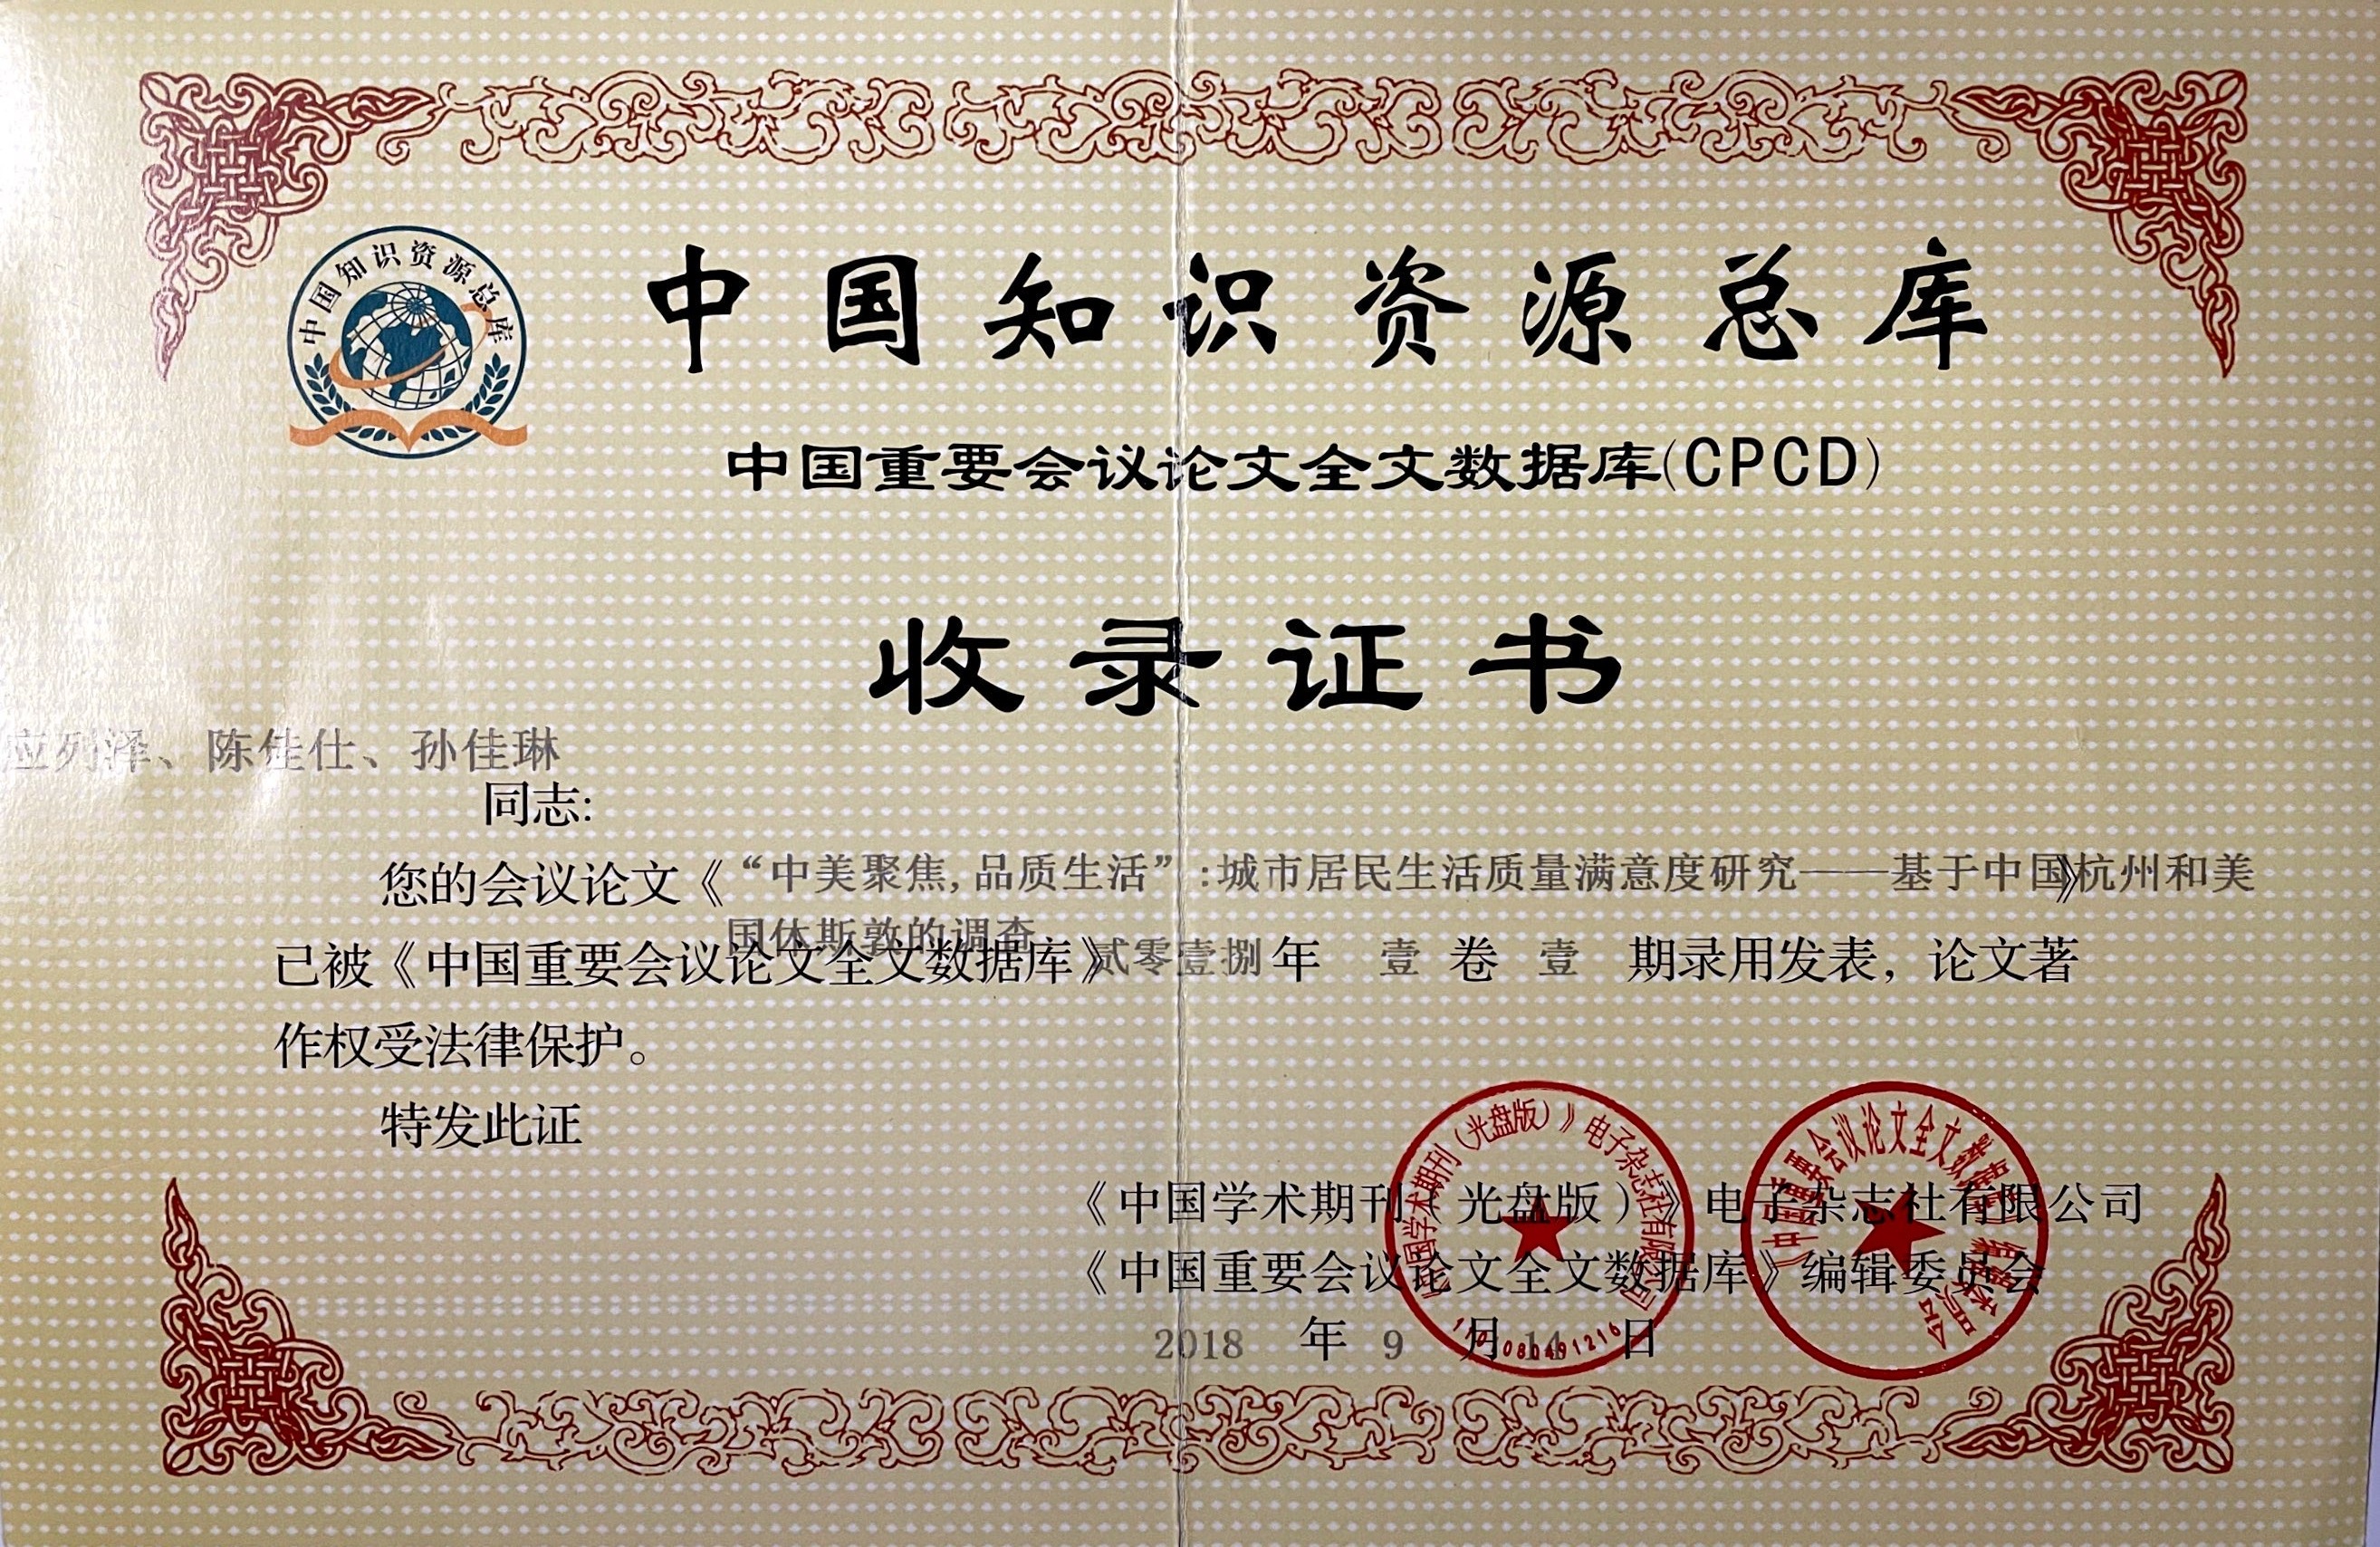 中国知识资源总库
中国知识资源总库
中国重要会议论文全文数据库(CPCD)
收录证书
应列泽、陈佳仕、孙佳琳
同志:
您的会议论文《“中美聚焦,品质生活”:城市居民生活质量满意度研究——基于中国杭州和美》
国休斯敦的调查
已被《中国重要会议论文全文数据库》贰零壹捌年 壹 卷 壹 期录用发表，论文著
作权受法律保护。
特发此证
《中国学术期刊（光盘版）》电子杂志社有限公司
《中国重要会议论文全文数据库》编辑委员会
2018 年 9 月 14 日
《中国学术期刊（光盘版）》电子杂志社有限公司
《中国重要会议论文全文数据库》编辑委员会